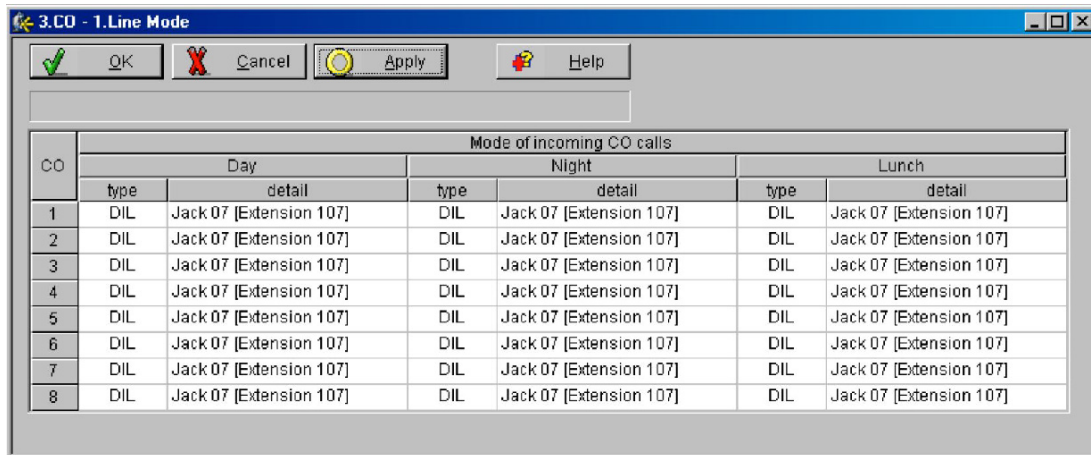 3.CO - 1.Line Mode
OK Cancel Apply Help
Mode of incoming CO calls
CO Day Night Lunch
type detail type detail type detail
1 DIL Jack 07 [Extension 107] DIL Jack 07 [Extension 107] DIL Jack 07 [Extension 107]
2 DIL Jack 07 [Extension 107] DIL Jack 07 [Extension 107] DIL Jack 07 [Extension 107]
3 DIL Jack 07 [Extension 107] DIL Jack 07 [Extension 107] DIL Jack 07 [Extension 107]
4 DIL Jack 07 [Extension 107] DIL Jack 07 [Extension 107] DIL Jack 07 [Extension 107]
5 DIL Jack 07 [Extension 107] DIL Jack 07 [Extension 107] DIL Jack 07 [Extension 107]
6 DIL Jack 07 [Extension 107] DIL Jack 07 [Extension 107] DIL Jack 07 [Extension 107]
7 DIL Jack 07 [Extension 107] DIL Jack 07 [Extension 107] DIL Jack 07 [Extension 107]
8 DIL Jack 07 [Extension 107] DIL Jack 07 [Extension 107] DIL Jack 07 [Extension 107]